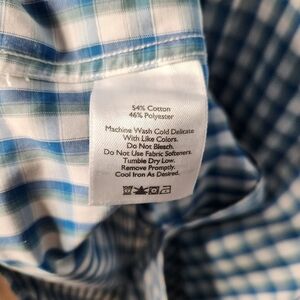 54% Cotton
46% Polyester
Machine Wash Cold Delicate
With Like Colors.
Do Not Bleach.
Do Not Use Fabric Softeners.
Tumble Dry Low.
Remove Promptly.
Cool Iron As Desired.